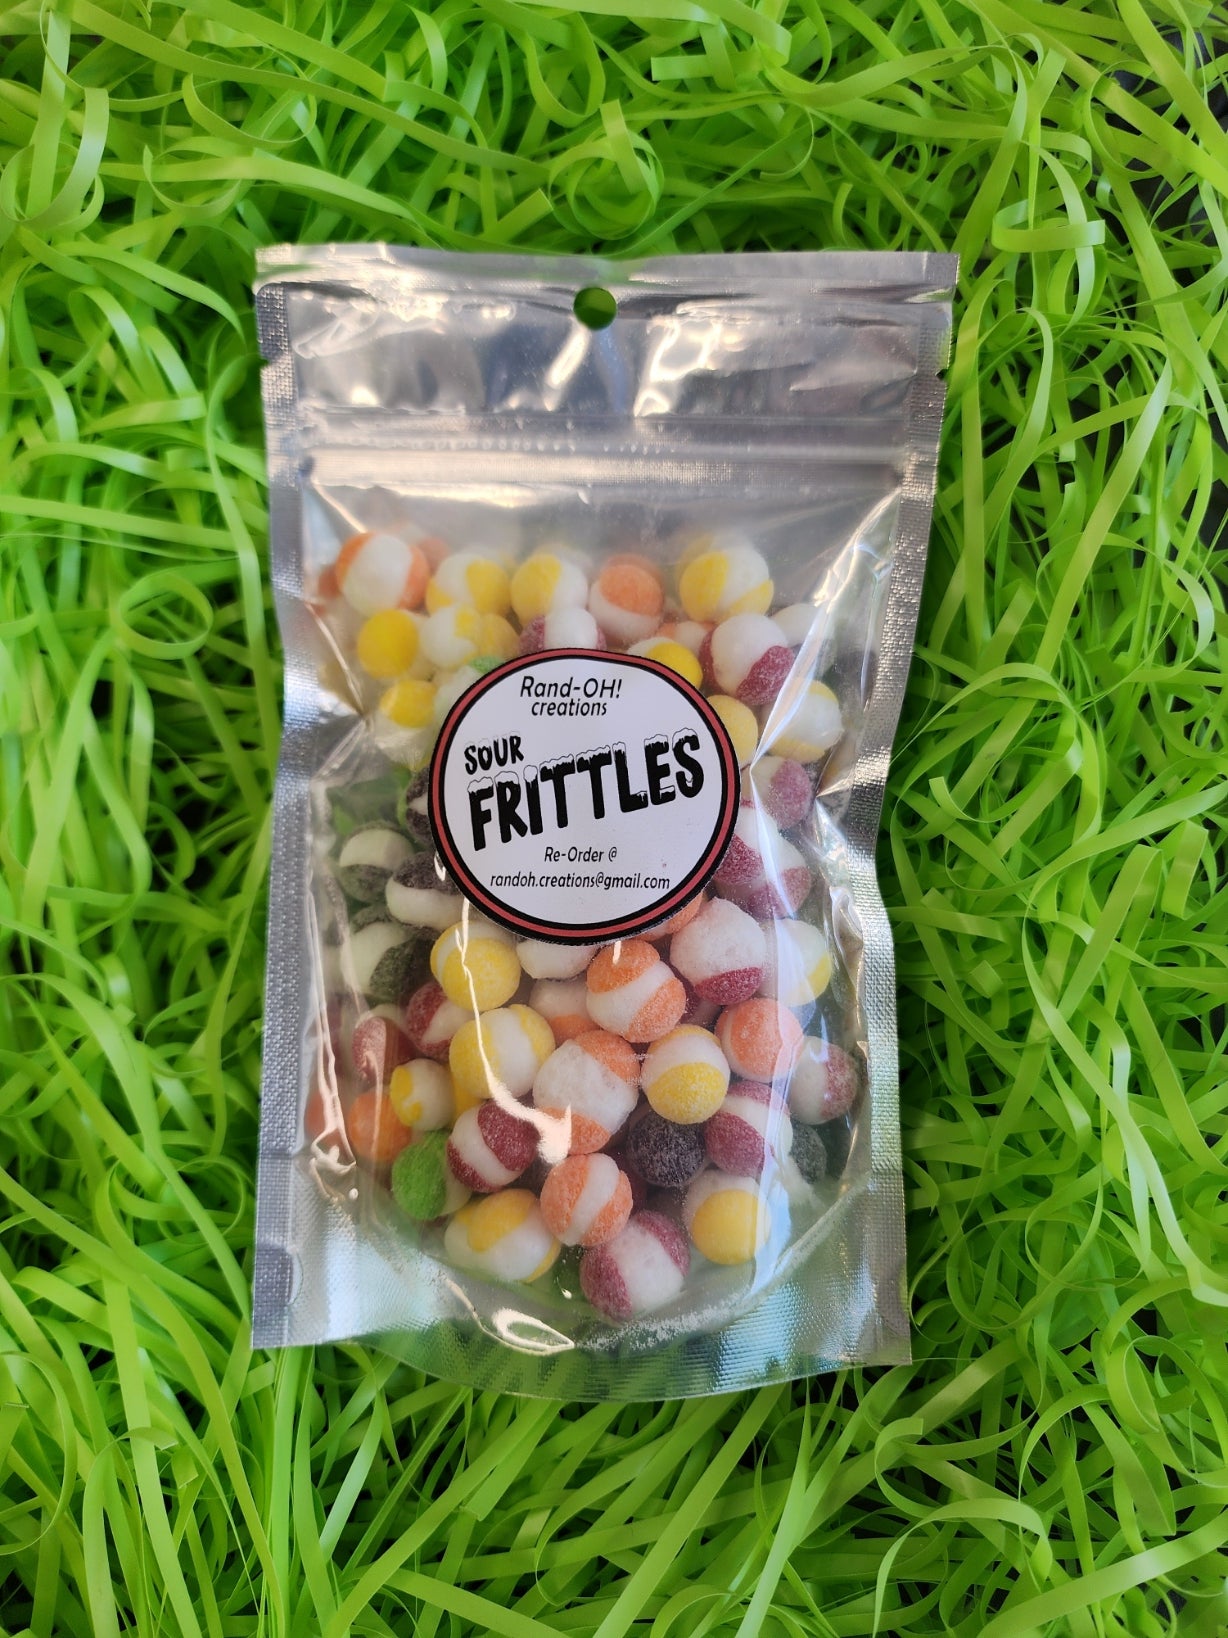 Rand-OH!
creations
SOUR
FRiTTLES
Re-Order @
randoh.creations@gmail.com